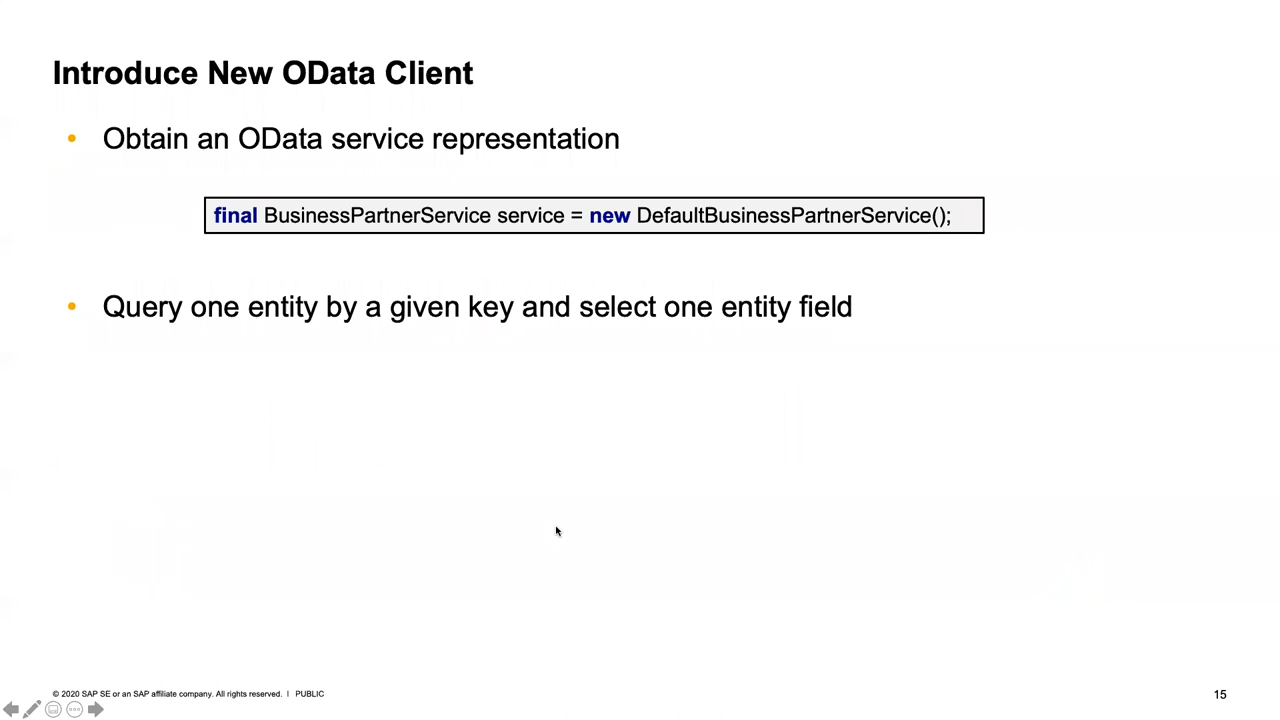 Introduce New OData Client
• Obtain an OData service representation
final BusinessPartnerService service = new DefaultBusinessPartnerService();
• Query one entity by a given key and select one entity field
© 2020 SAP SE or an SAP affiliate company. All rights reserved. | PUBLIC
15